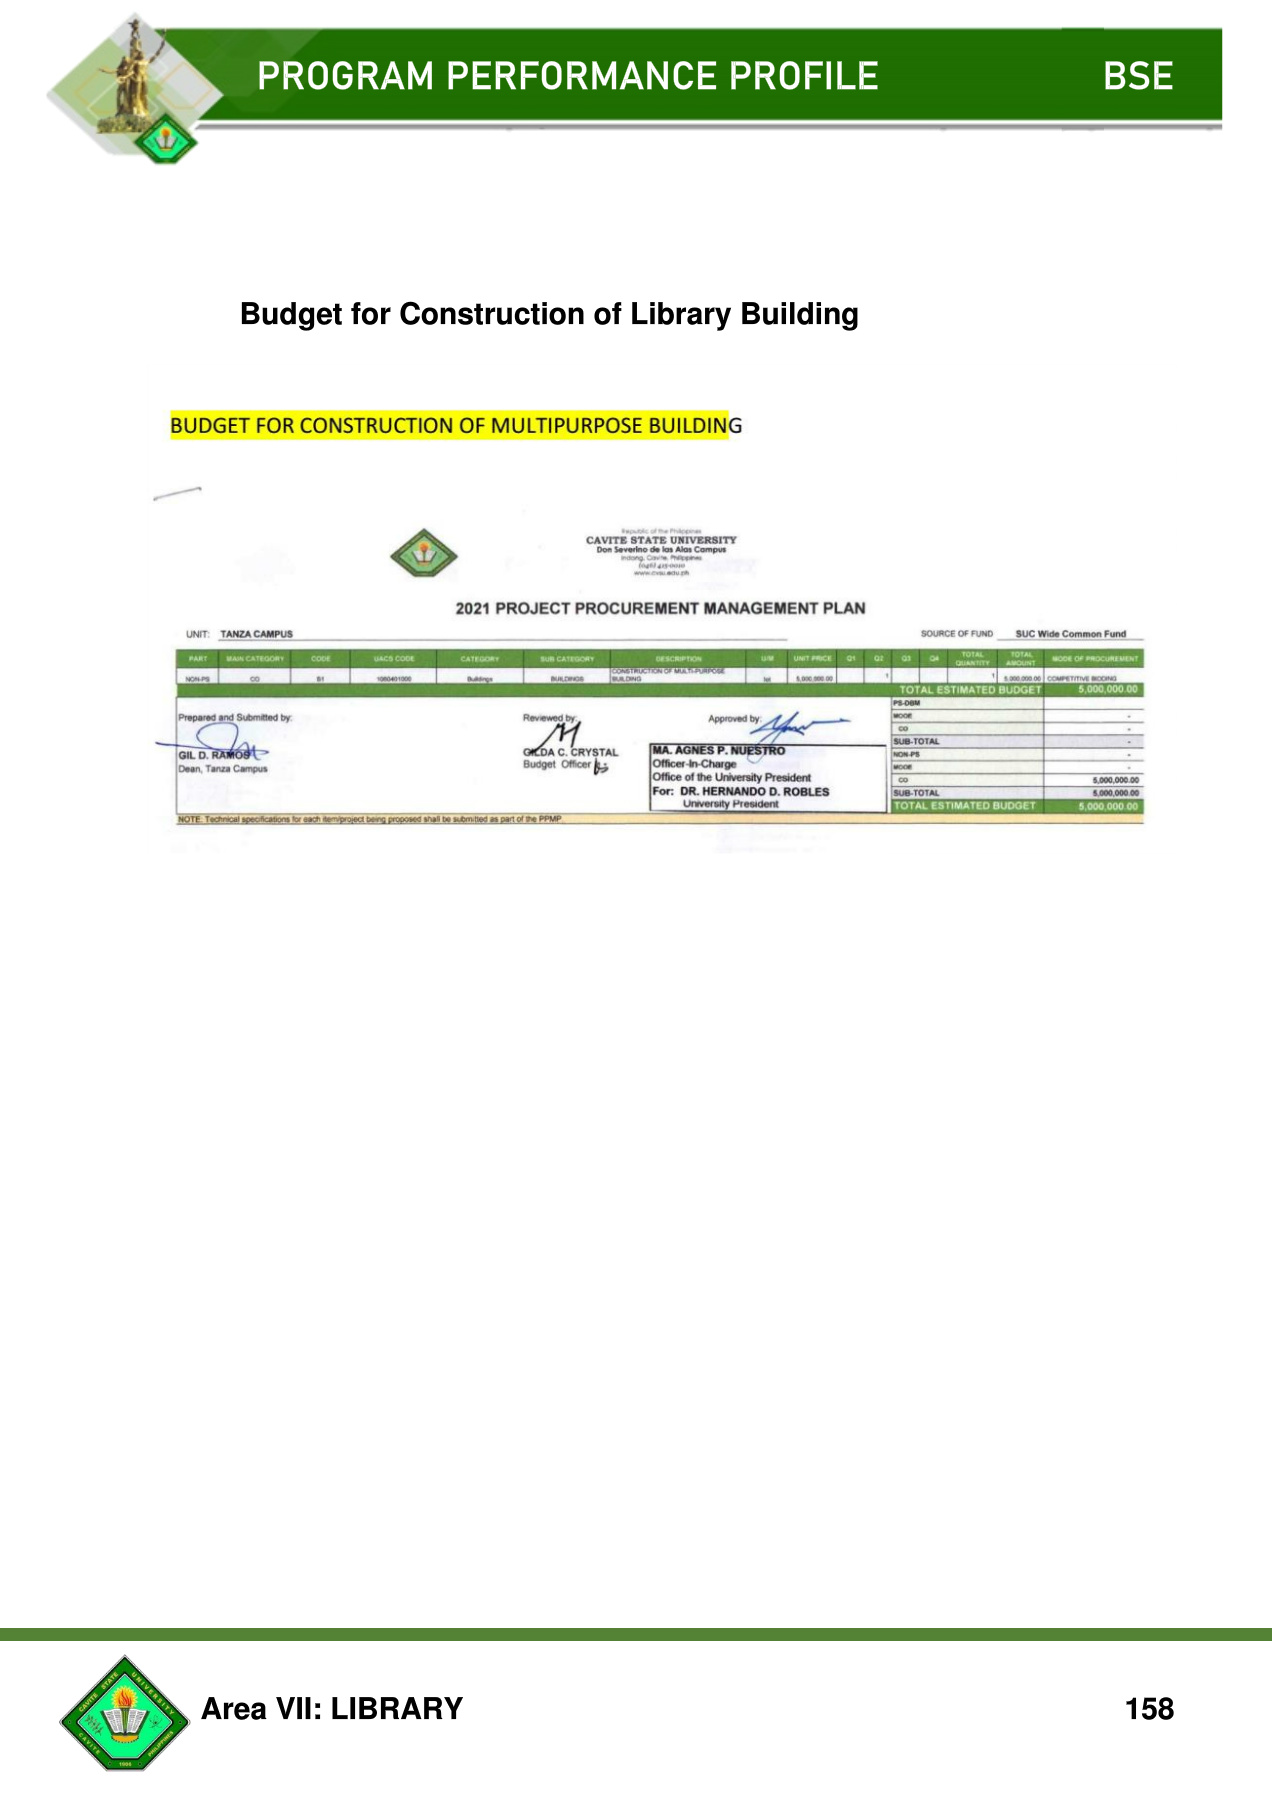 PROGRAM PERFORMANCE PROFILE BSE
Budget for Construction of Library Building
BUDGET FOR CONSTRUCTION OF MULTIPURPOSE BUILDING
Republic of the Philippines
CAVITE STATE UNIVERSITY
Don Severino de las Alas Campus
Indang, Cavite, Philippines
(046) 415-0010
www.cvsu.edu.ph
2021 PROJECT PROCUREMENT MANAGEMENT PLAN
UNIT: TANZA CAMPUS SOURCE OF FUND SUC Wide Common Fund
PART MAIN CATEGORY CODE UACS CODE CATEGORY SUB CATEGORY DESCRIPTION U/M UNIT PRICE Q1 Q2 Q3 Q4 TOTAL QUANTITY TOTAL AMOUNT MODE OF PROCUREMENT
NON-PS CO B1 1060401000 Buildings BUILDINGS CONSTRUCTION OF MULTI-PURPOSE BUILDING lot 5,000,000.00 1 1 5,000,000.00 COMPETITIVE BIDDING
TOTAL ESTIMATED BUDGET 5,000,000.00
Prepared and Submitted by:
GIL D. RAMOS
Dean, Tanza Campus
Reviewed by:
GILDA C. CRYSTAL
Budget Officer
Approved by:
MA. AGNES P. NUESTRO
Officer-In-Charge
Office of the University President
For: DR. HERNANDO D. ROBLES
University President
PS-DBM
MOOE -
CO -
SUB-TOTAL -
NON-PS -
MOOE -
CO 5,000,000.00
SUB-TOTAL 5,000,000.00
TOTAL ESTIMATED BUDGET 5,000,000.00
NOTE: Technical specifications for each item/project being proposed shall be submitted as part of the PPMP.
CAVITE STATE UNIVERSITY
CAVITE PHILIPPINES
1906
Area VII: LIBRARY 158